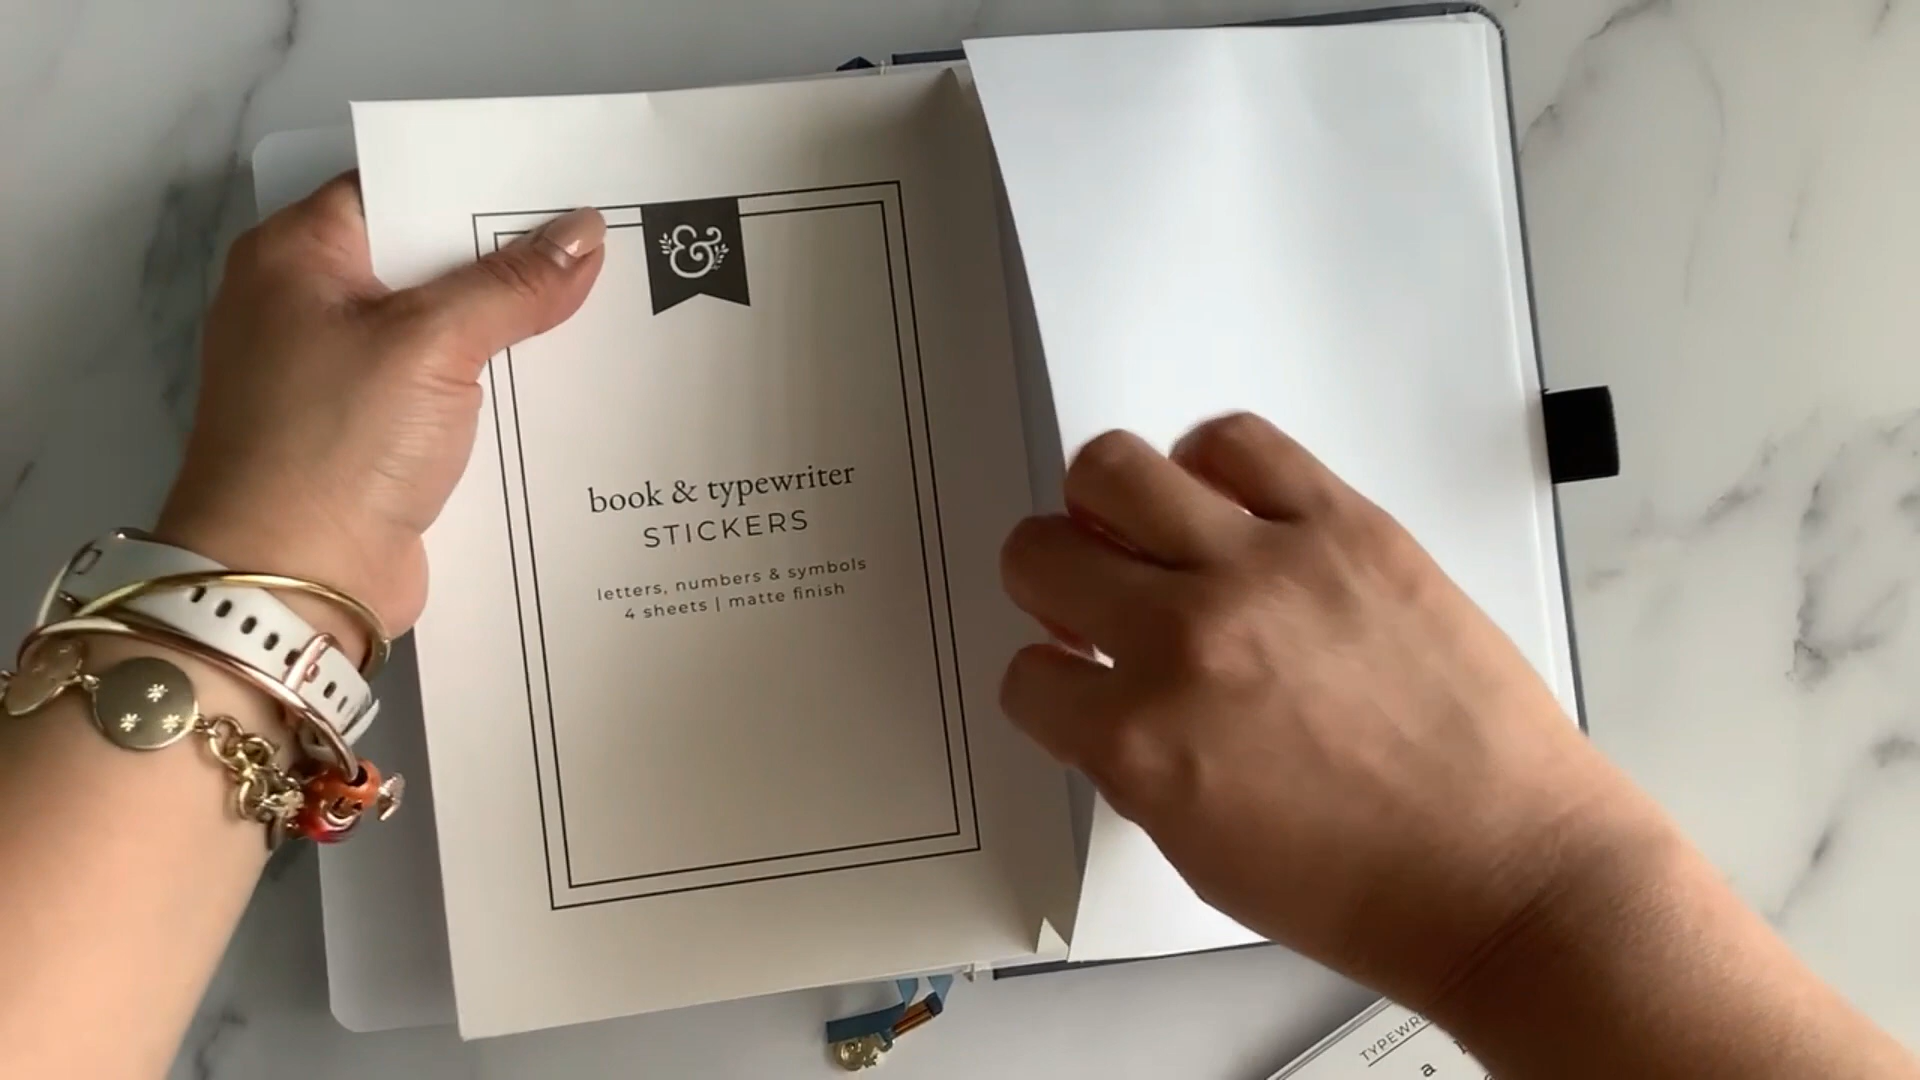 &
book & typewriter
STICKERS
letters, numbers & symbols
4 sheets | matte finish
a